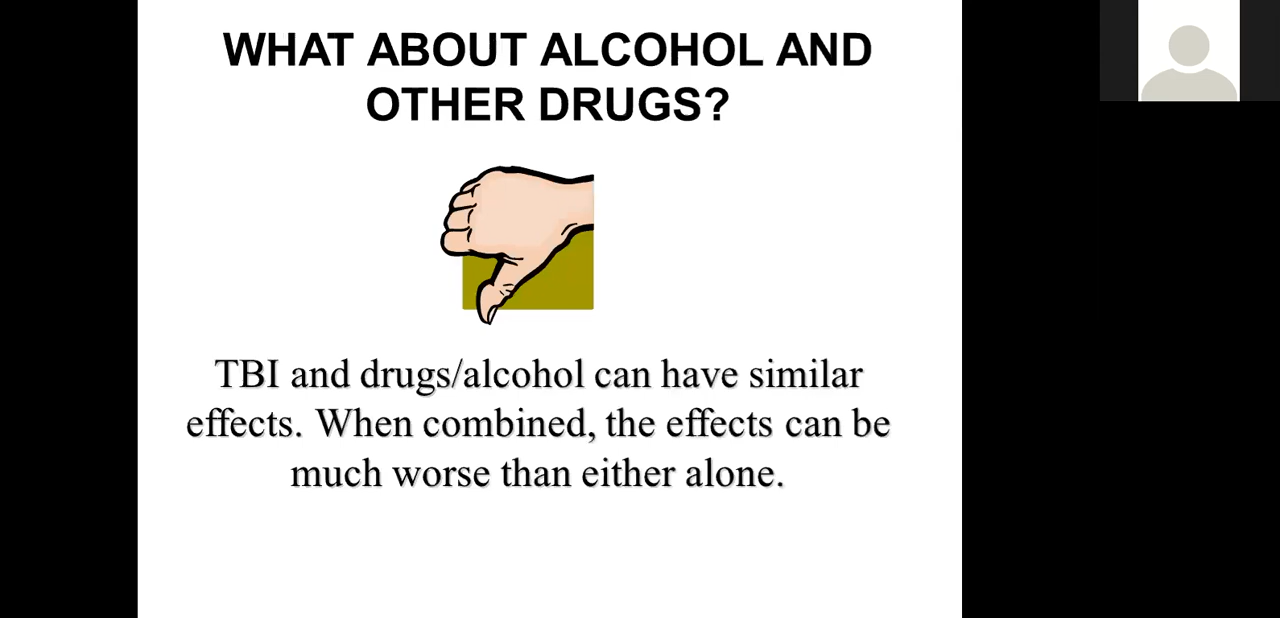 WHAT ABOUT ALCOHOL AND
OTHER DRUGS?
TBI and drugs/alcohol can have similar
effects. When combined, the effects can be
much worse than either alone.